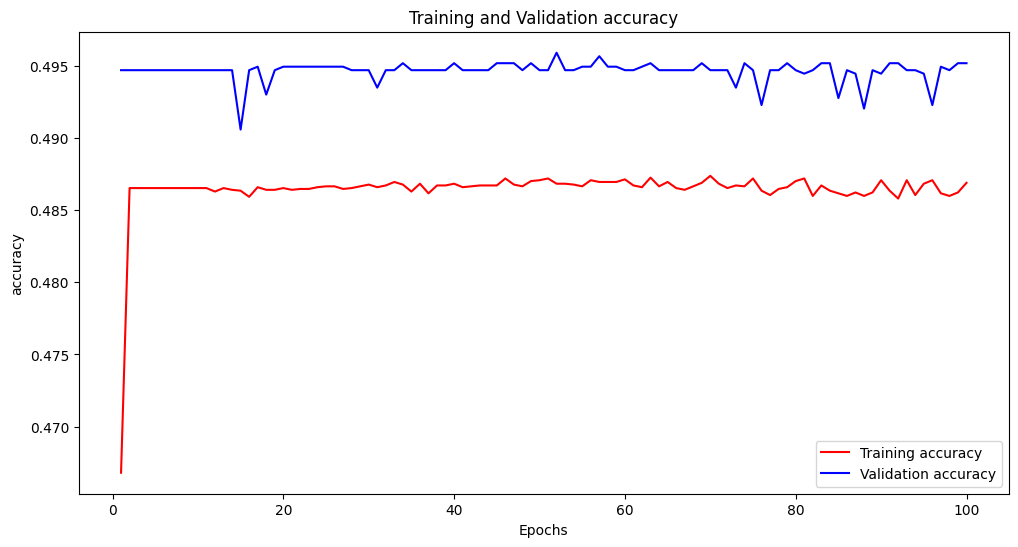 Training and Validation accuracy
0.495
0.490
0.485
0.480
0.475
0.470
accuracy
Training accuracy
Validation accuracy
0 20 40 60 80 100
Epochs